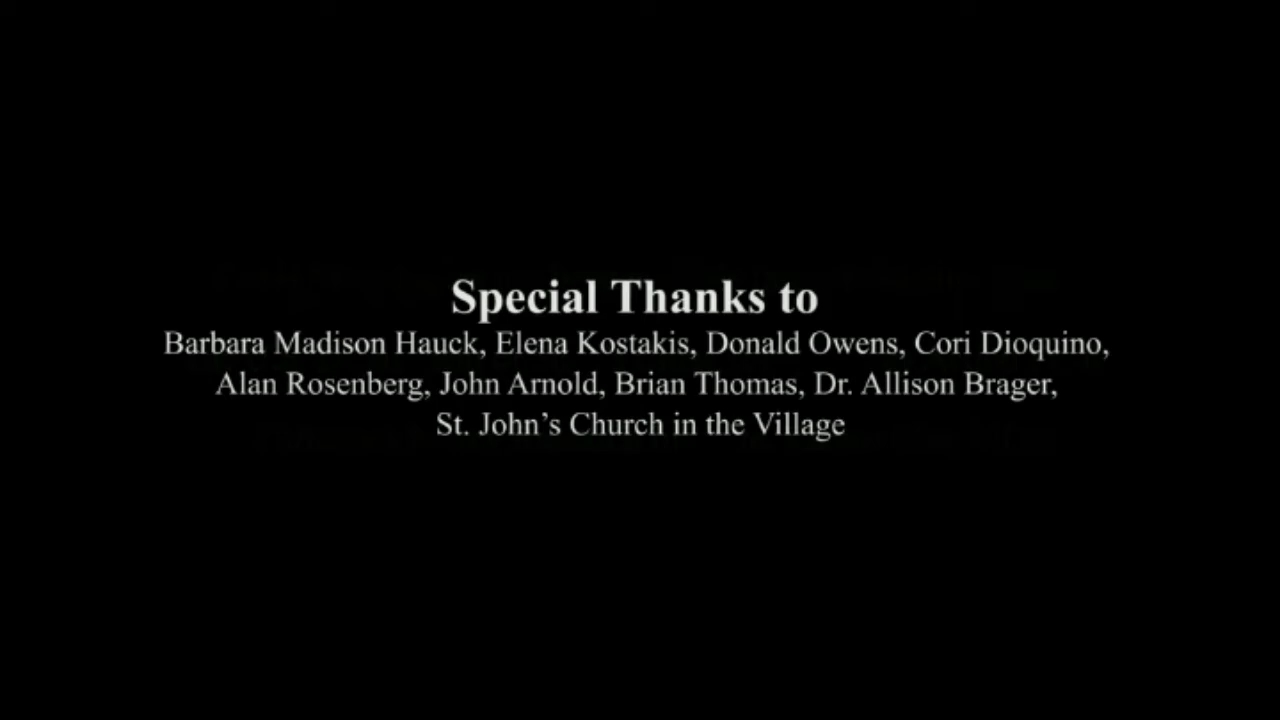 Special Thanks to
Barbara Madison Hauck, Elena Kostakis, Donald Owens, Cori Dioquino,
Alan Rosenberg, John Arnold, Brian Thomas, Dr. Allison Brager,
St. John’s Church in the Village